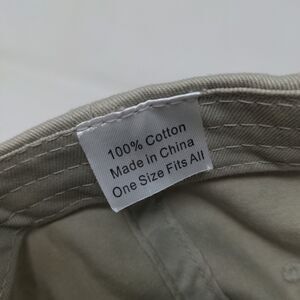 100% Cotton
Made in China
One Size Fits All